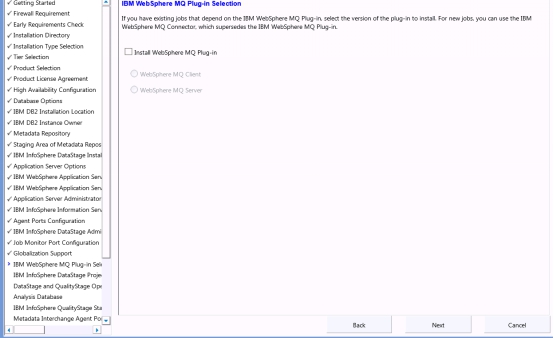 ✓ Getting Started
✓ Firewall Requirement
✓ Early Requirements Check
✓ Installation Directory
✓ Installation Type Selection
✓ Tier Selection
✓ Product Selection
✓ Product License Agreement
✓ High Availability Configuration
✓ Database Options
✓ IBM DB2 Installation Location
✓ IBM DB2 Instance Owner
✓ Metadata Repository
✓ Staging Area of Metadata Repos
✓ IBM InfoSphere DataStage Instal
✓ Application Server Options
✓ IBM WebSphere Application Serv
✓ IBM WebSphere Application Serv
✓ Application Server Administrator
✓ IBM InfoSphere Information Serv
✓ Agent Ports Configuration
✓ IBM InfoSphere DataStage Admi
✓ Job Monitor Port Configuration
✓ Globalization Support
IBM WebSphere MQ Plug-in Sele
IBM InfoSphere DataStage Proje
DataStage and QualityStage Ope
Analysis Database
IBM InfoSphere QualityStage Sta
Metadata Interchange Agent Po
IBM WebSphere MQ Plug-in Selection
If you have existing jobs that depend on the IBM WebSphere MQ Plug-in, select the version of the plug-in to install. For new jobs, you can use the IBM
WebSphere MQ Connector, which supersedes the IBM WebSphere MQ Plug-in.
Install WebSphere MQ Plug-in
WebSphere MQ Client
WebSphere MQ Server
Back
Next
Cancel